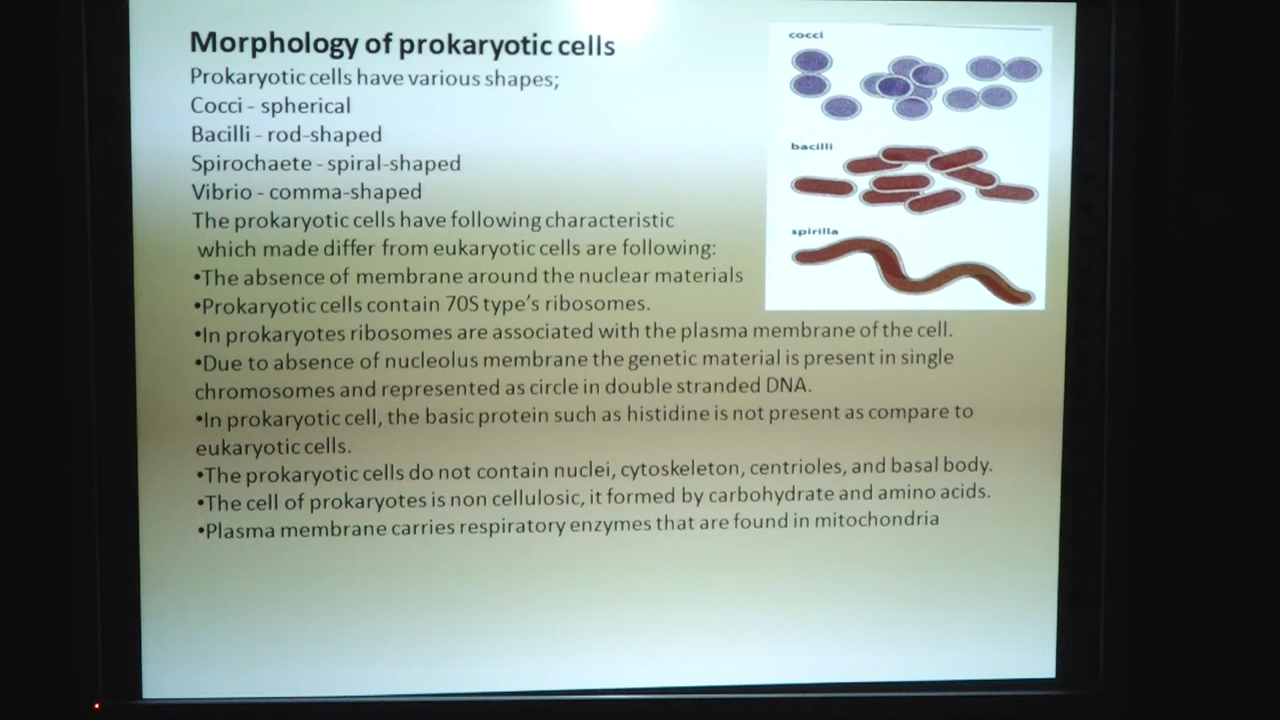 Morphology of prokaryotic cells
Prokaryotic cells have various shapes;
Cocci - spherical
Bacilli - rod-shaped
Spirochaete - spiral-shaped
Vibrio - comma-shaped
The prokaryotic cells have following characteristic
which made differ from eukaryotic cells are following:
•The absence of membrane around the nuclear materials
•Prokaryotic cells contain 70S type's ribosomes.
•In prokaryotes ribosomes are associated with the plasma membrane of the cell.
•Due to absence of nucleolus membrane the genetic material is present in single
chromosomes and represented as circle in double stranded DNA.
•In prokaryotic cell, the basic protein such as histidine is not present as compare to
eukaryotic cells.
•The prokaryotic cells do not contain nuclei, cytoskeleton, centrioles, and basal body.
•The cell of prokaryotes is non cellulosic, it formed by carbohydrate and amino acids.
•Plasma membrane carries respiratory enzymes that are found in mitochondria
cocci
bacilli
spirilla